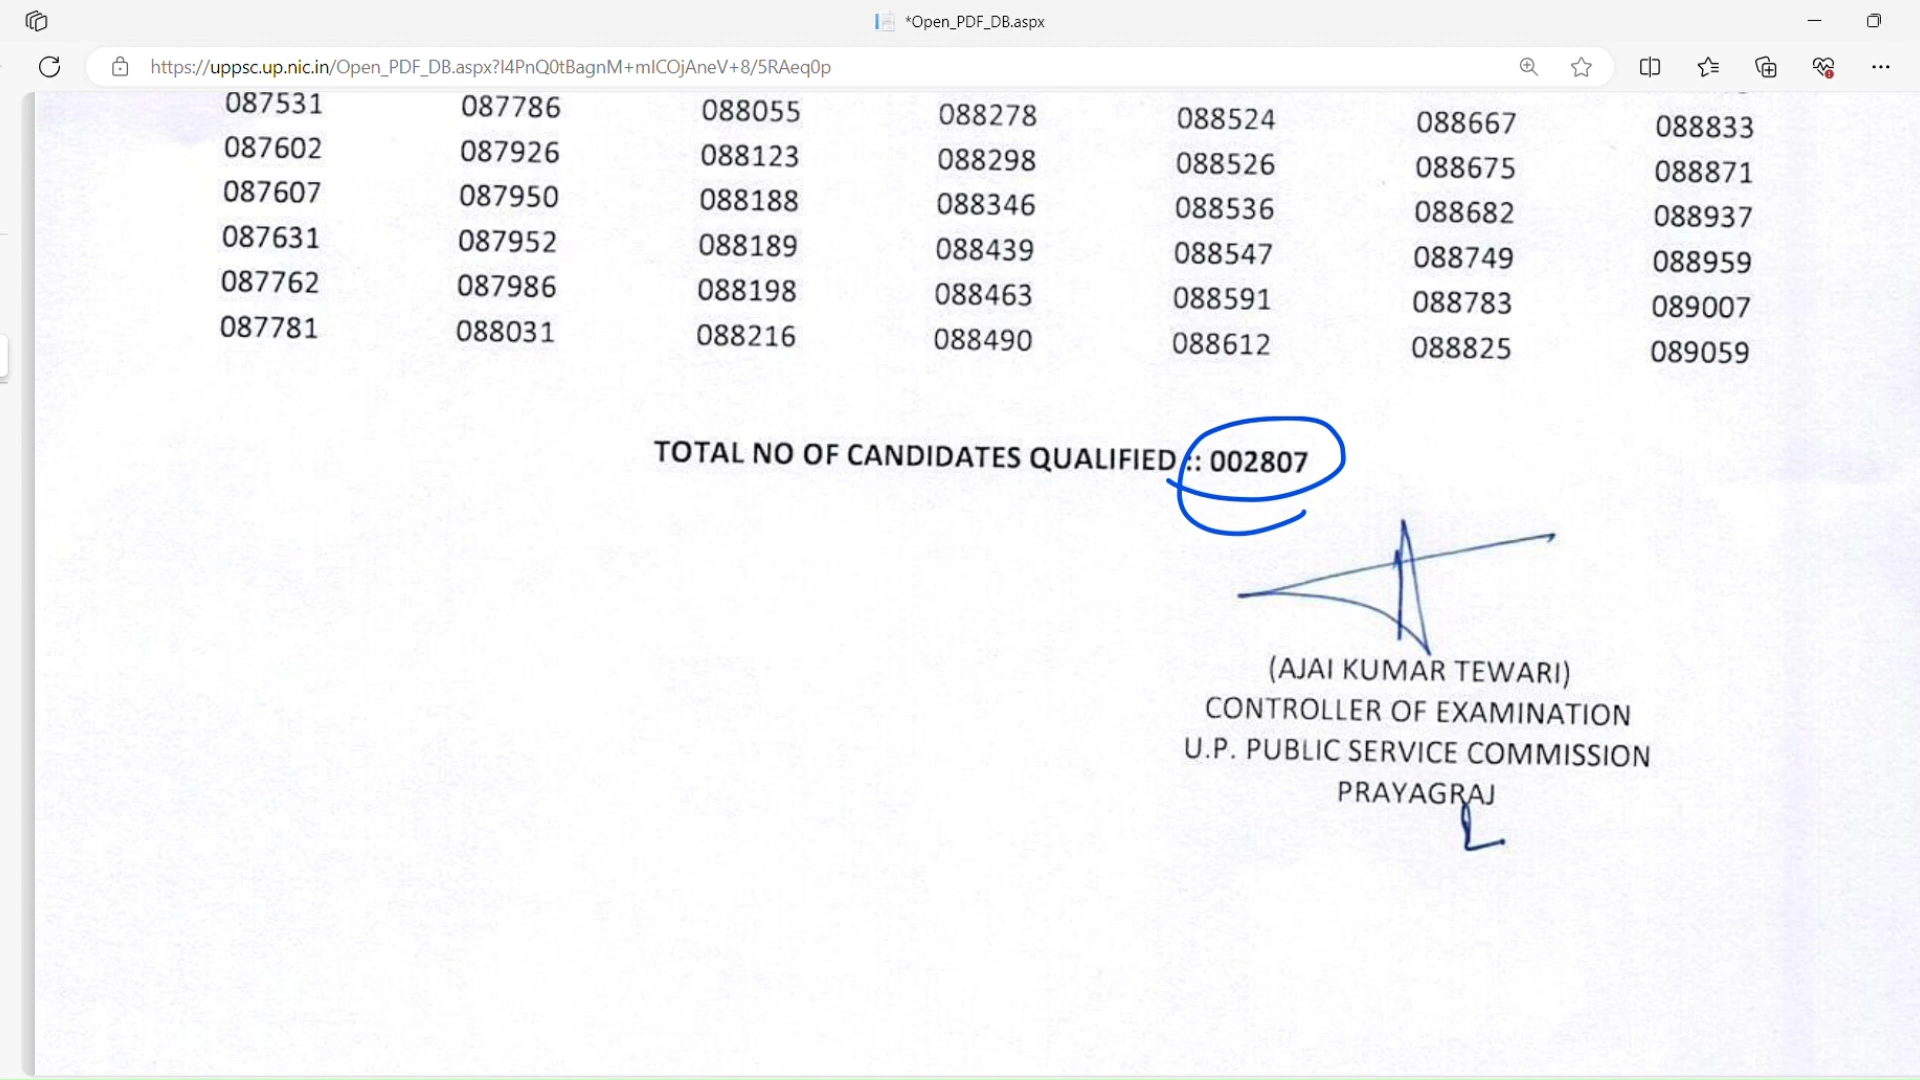 *Open_PDF_DB.aspx
https://uppsc.up.nic.in/Open_PDF_DB.aspx?I4PnQ0tBagnM+mICOjAneV+8/5RAeq0p
087531 087786 088055 088278 088524 088667 088833
087602 087926 088123 088298 088526 088675 088871
087607 087950 088188 088346 088536 088682 088937
087631 087952 088189 088439 088547 088749 088959
087762 087986 088198 088463 088591 088783 089007
087781 088031 088216 088490 088612 088825 089059
TOTAL NO OF CANDIDATES QUALIFIED :: 002807
(AJAI KUMAR TEWARI)
CONTROLLER OF EXAMINATION
U.P. PUBLIC SERVICE COMMISSION
PRAYAGRAJ